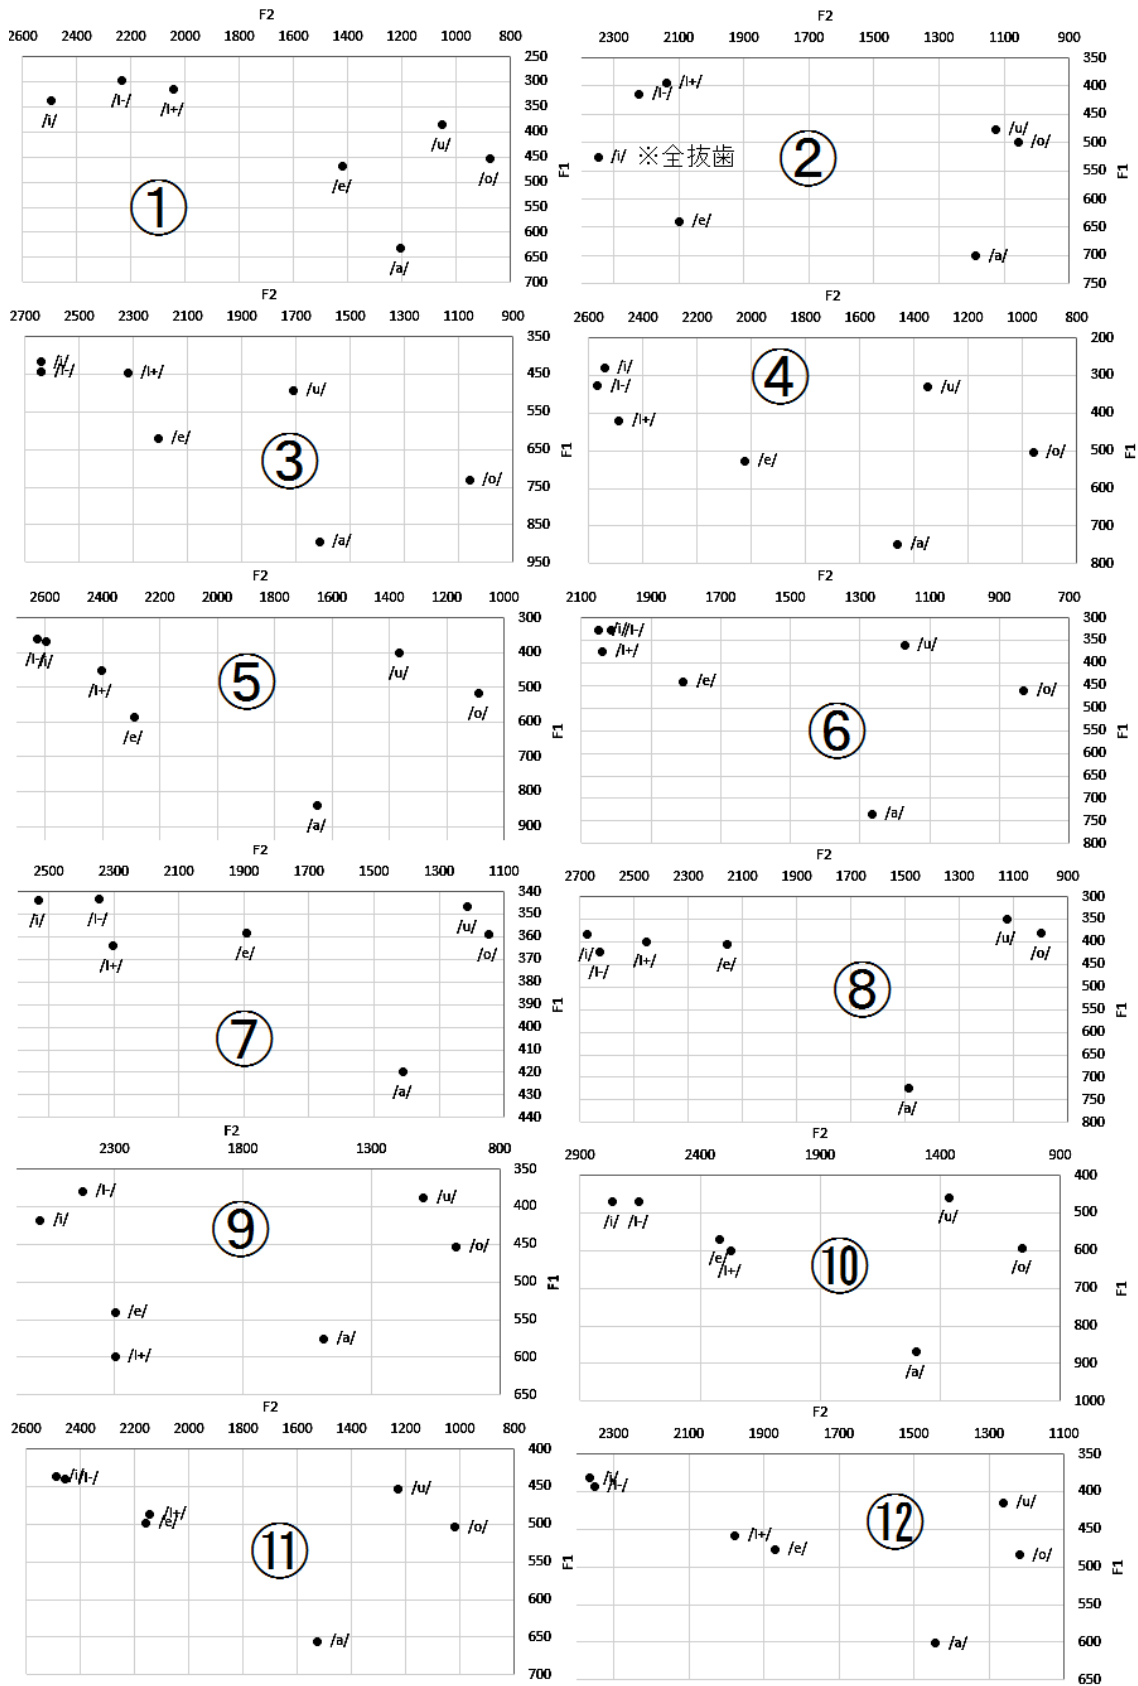 F2
2600 2400 2200 2000 1800 1600 1400 1200 1000 800
250
300
350
400
450
500
550
600
650
700
F1
/i/
/I-/
/I+/
/u/
/e/
/o/
/a/
①
F2
2300 2100 1900 1700 1500 1300 1100 900
350
400
450
500
550
600
650
700
750
F1
/I+/
/I-/
/i/ ※全抜歯
/u/
/o/
/e/
/a/
②
F2
2700 2500 2300 2100 1900 1700 1500 1300 1100 900
350
450
550
650
750
850
950
F1
/i/
/I-/
/I+/
/u/
/e/
/o/
/a/
③
F2
2600 2400 2200 2000 1800 1600 1400 1200 1000 800
200
300
400
500
600
700
800
F1
/i/
/I-/
/I+/
/u/
/e/
/o/
/a/
④
F2
2600 2500 2400 2300 2200 2100 2000 1900 1800 1700 1600 1500 1400 1300 1200 1100 1000
300
400
500
600
700
800
900
F1
/I-/
/i/
/I+/
/e/
/u/
/o/
/a/
⑤
F2
2100 1900 1700 1500 1300 1100 900 700
300
350
400
450
500
550
600
650
700
750
800
F1
/i/
/I-/
/I+/
/e/
/u/
/o/
/a/
⑥
F2
2500 2300 2100 1900 1700 1500 1300 1100
340
350
360
370
380
390
400
410
420
430
440
F1
/i/
/I-/
/I+/
/e/
/u/
/o/
/a/
⑦
F2
2700 2500 2300 2100 1900 1700 1500 1300 1100 900
300
350
400
450
500
550
600
650
700
750
800
F1
/i/
/I-/
/I+/
/e/
/u/
/o/
/a/
⑧
F2
2300 1800 1300 800
350
400
450
500
550
600
650
F1
/I-/
/i/
/u/
/o/
/e/
/I+/
/a/
⑨
F2
2900 2400 1900 1400 900
400
500
600
700
800
900
1000
F1
/i/
/I-/
/e/
/I+/
/u/
/o/
/a/
⑩
F2
2600 2400 2200 2000 1800 1600 1400 1200 1000 800
400
450
500
550
600
650
700
F1
/i/
/I-/
/I+/
/e/
/u/
/o/
/a/
⑪
F2
2300 2100 1900 1700 1500 1300 1100
350
400
450
500
550
600
650
F1
/i/
/I-/
/I+/
/e/
/u/
/o/
/a/
⑫